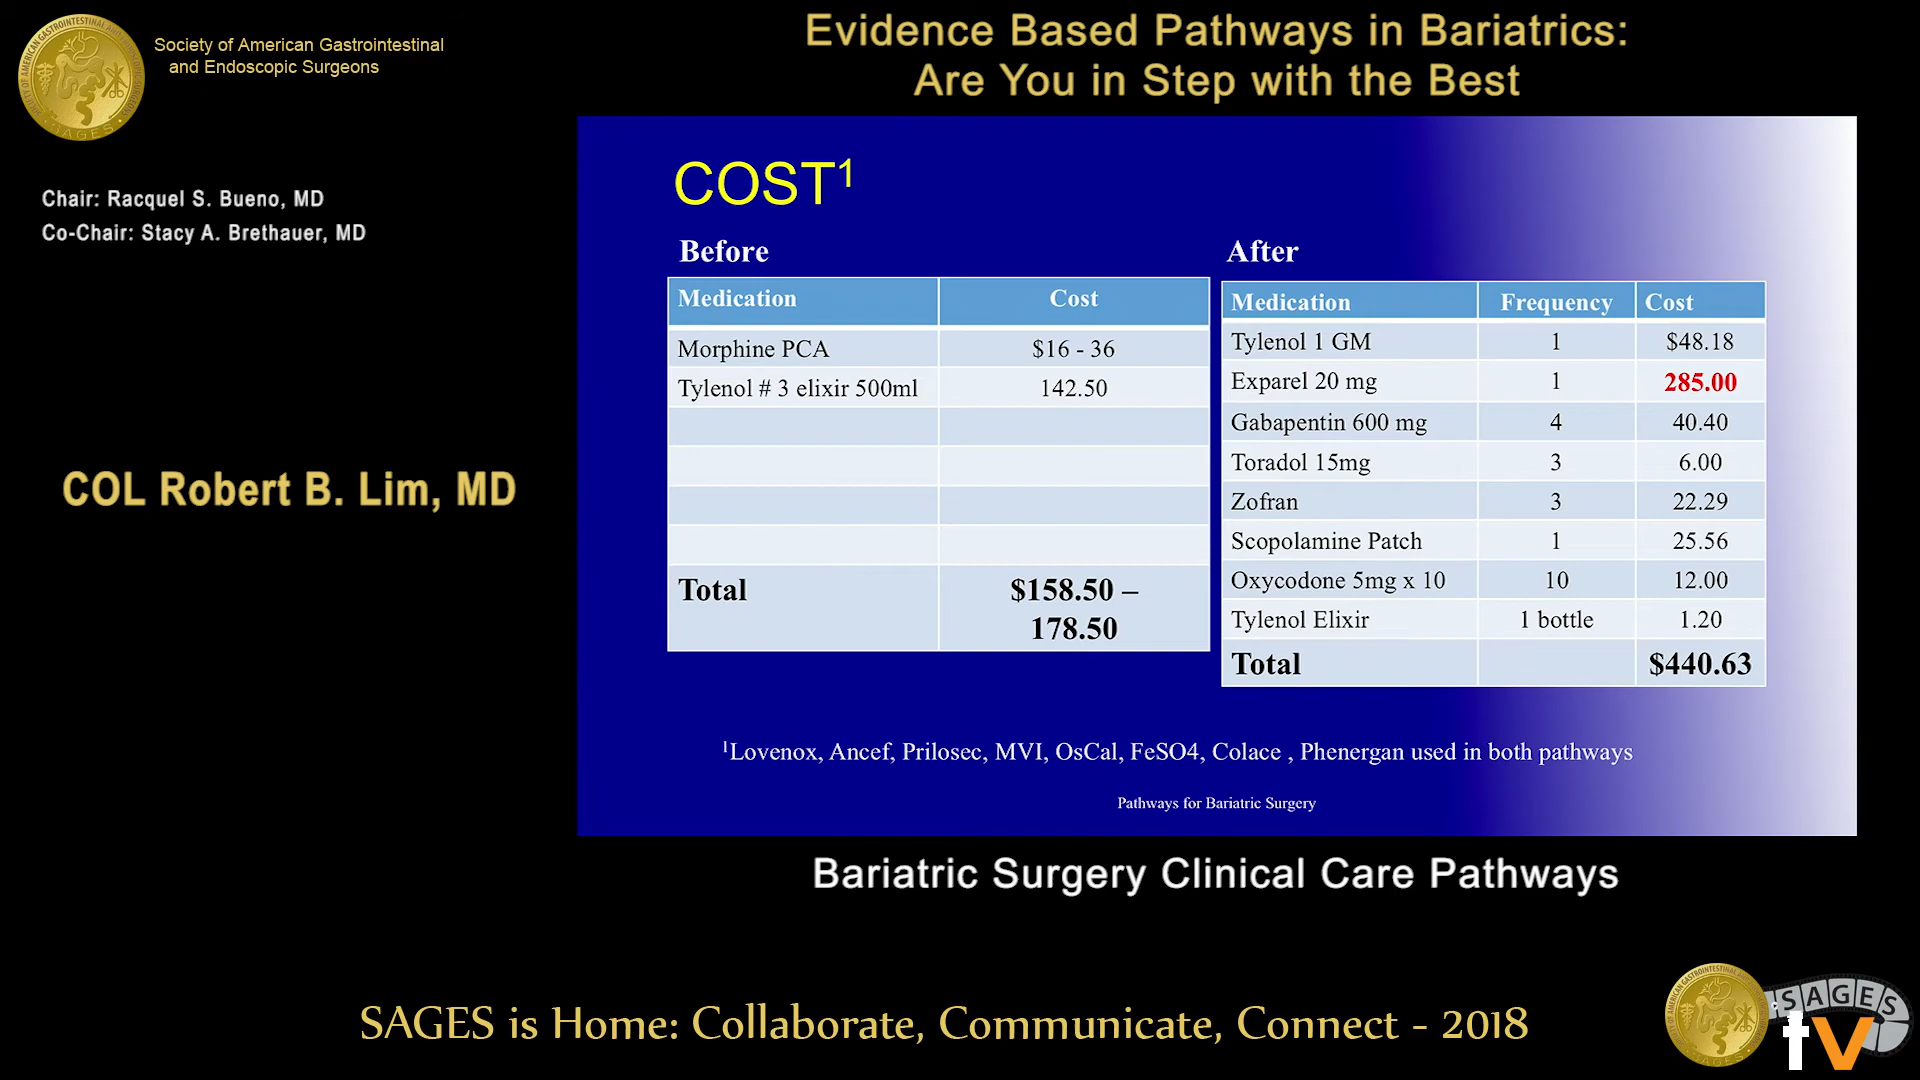 Society of American Gastrointestinal
and Endoscopic Surgeons
Evidence Based Pathways in Bariatrics:
Are You in Step with the Best
Chair: Racquel S. Bueno, MD
Co-Chair: Stacy A. Brethauer, MD
COL Robert B. Lim, MD
COST¹
Before
Medication Cost
Morphine PCA $16 - 36
Tylenol # 3 elixir 500ml 142.50
Total $158.50 –
178.50
After
Medication Frequency Cost
Tylenol 1 GM 1 $48.18
Exparel 20 mg 1 285.00
Gabapentin 600 mg 4 40.40
Toradol 15mg 3 6.00
Zofran 3 22.29
Scopolamine Patch 1 25.56
Oxycodone 5mg x 10 10 12.00
Tylenol Elixir 1 bottle 1.20
Total $440.63
¹Lovenox, Ancef, Prilosec, MVI, OsCal, FeSO4, Colace , Phenergan used in both pathways
Pathways for Bariatric Surgery
Bariatric Surgery Clinical Care Pathways
SAGES is Home: Collaborate, Communicate, Connect - 2018
SAGES
tv